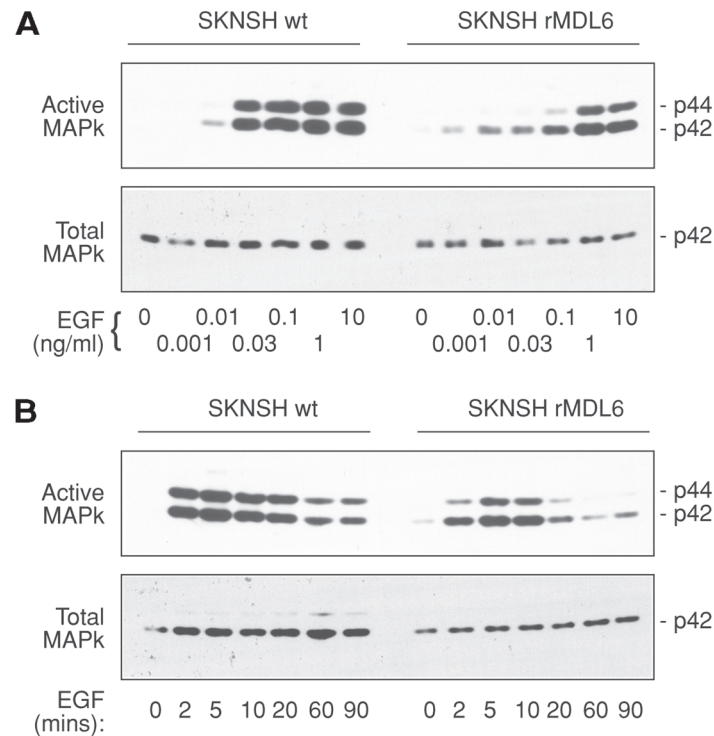 A
SKNSH wt SKNSH rMDL6
Active
MAPk
- p44
- p42
Total
MAPk
- p42
EGF
(ng/ml) {
0 0.01 0.1 10 0 0.01 0.1 10
0.001 0.03 1 0.001 0.03 1
B
SKNSH wt SKNSH rMDL6
Active
MAPk
- p44
- p42
Total
MAPk
- p42
EGF
(mins):
0 2 5 10 20 60 90 0 2 5 10 20 60 90